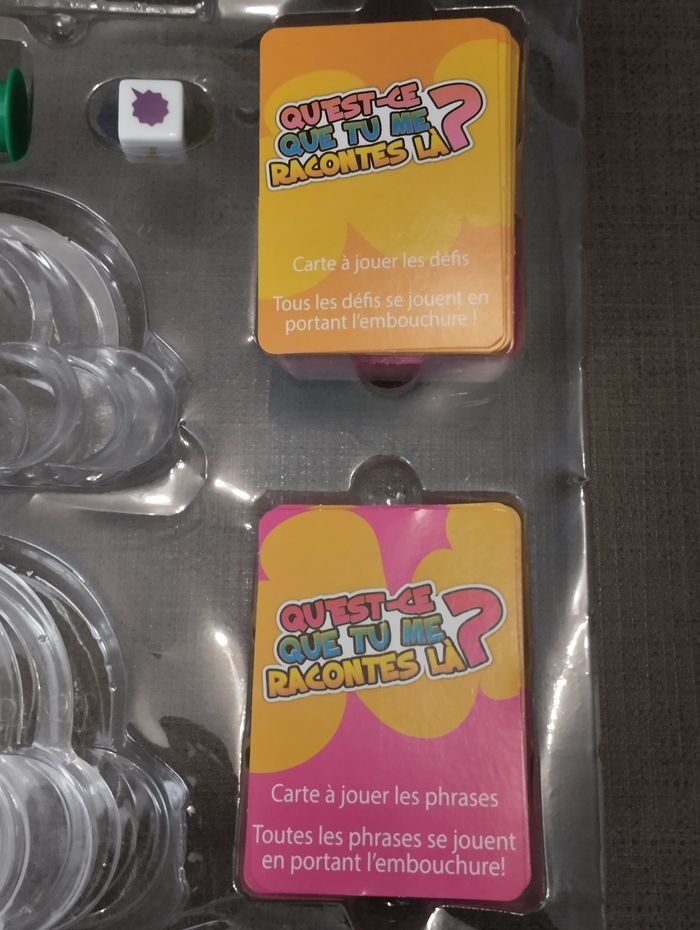 QU'EST-CE
QUE TU ME
RACONTES LÀ?
Carte à jouer les défis
Tous les défis se jouent en
portant l'embouchure !
QU'EST-CE
QUE TU ME
RACONTES LÀ?
Carte à jouer les phrases
Toutes les phrases se jouent
en portant l'embouchure!